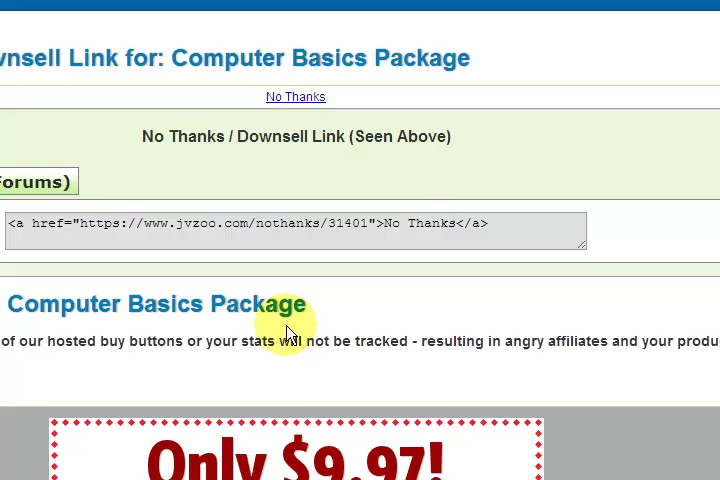 wnsell Link for: Computer Basics Package
No Thanks
No Thanks / Downsell Link (Seen Above)
Forums)
<a href="https://www.jvzoo.com/nothanks/31401">No Thanks</a>
Computer Basics Package
of our hosted buy buttons or your stats will not be tracked - resulting in angry affiliates and your produ
Only $9.97!